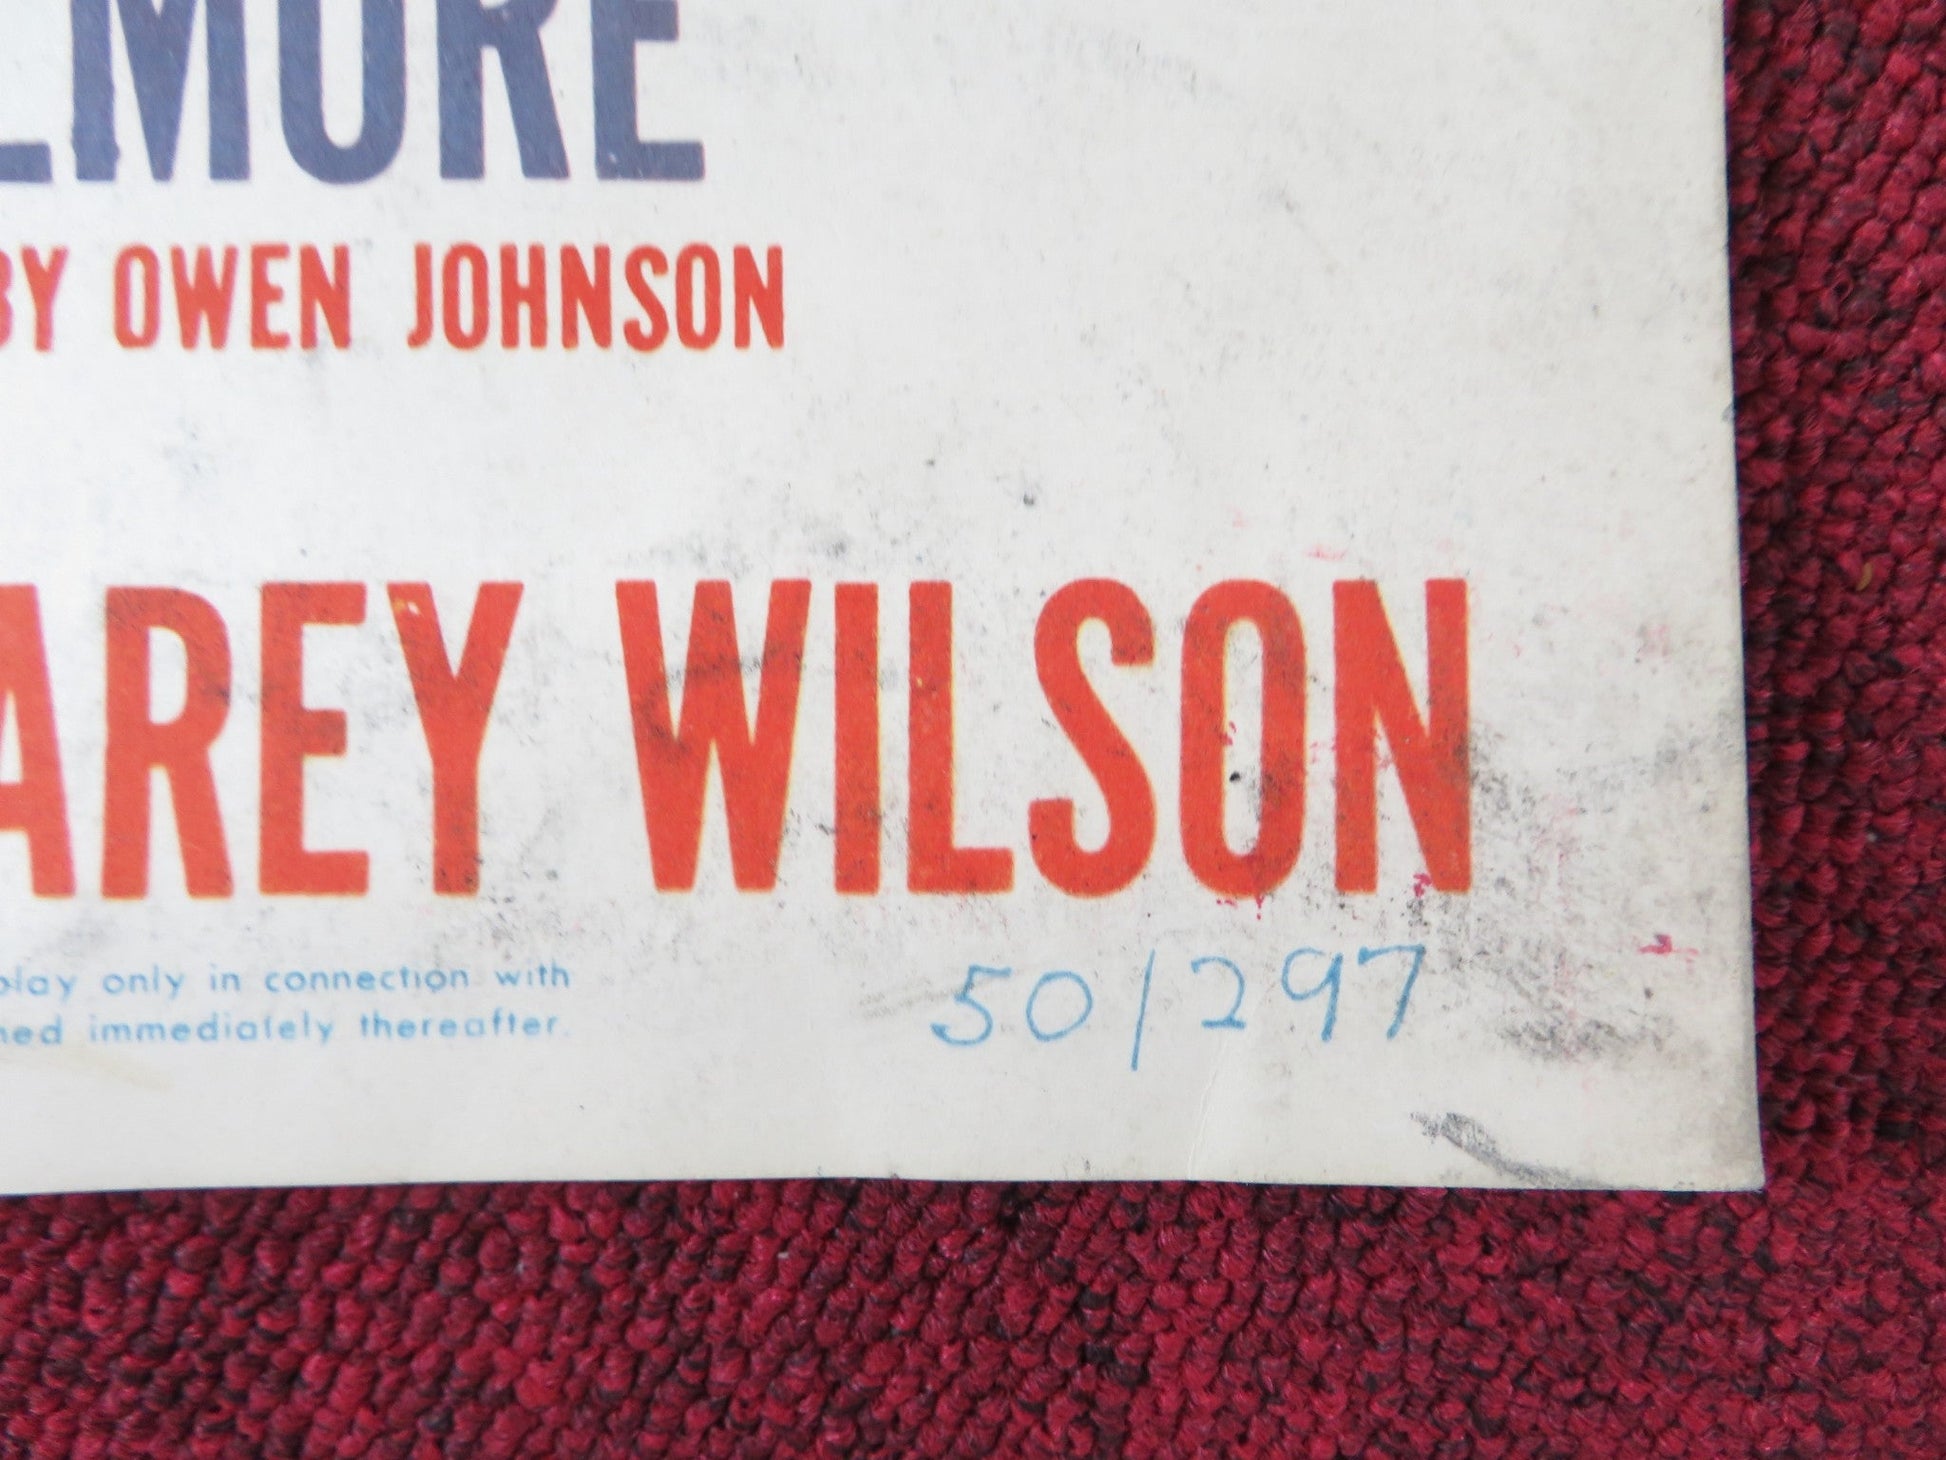 LMORE
BY OWEN JOHNSON
AREY WILSON
play only in connection with
ned immediately thereafter.
50/297